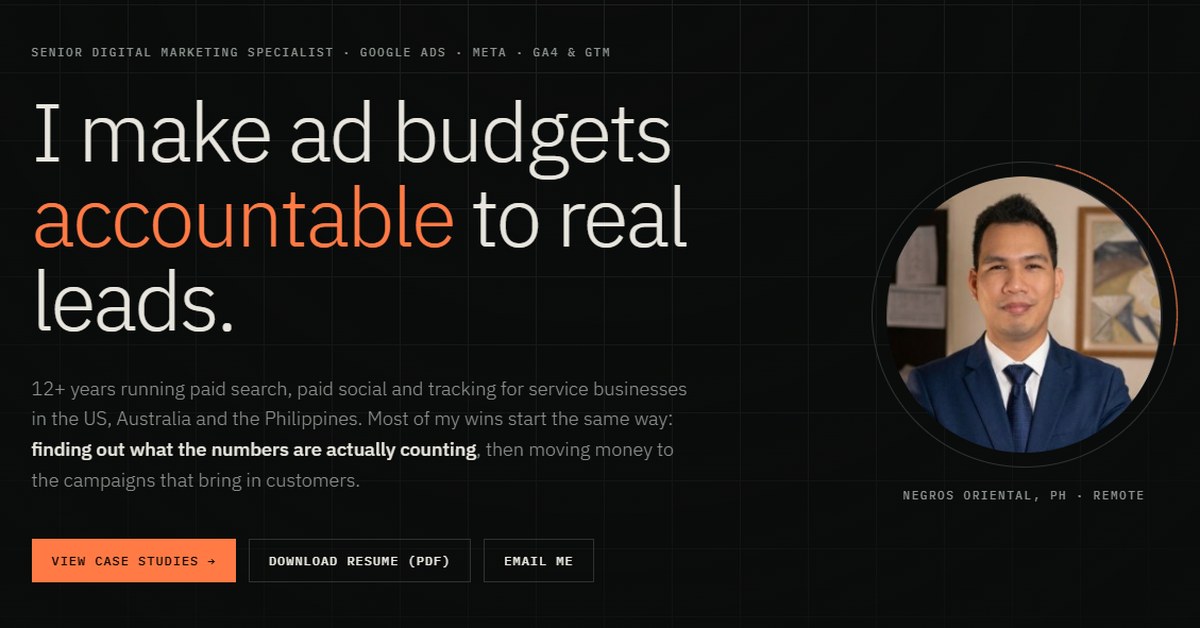 SENIOR DIGITAL MARKETING SPECIALIST · GOOGLE ADS · META · GA4 & GTM
I make ad budgets
accountable to real
leads.
12+ years running paid search, paid social and tracking for service businesses
in the US, Australia and the Philippines. Most of my wins start the same way:
finding out what the numbers are actually counting, then moving money to
the campaigns that bring in customers.
VIEW CASE STUDIES →
DOWNLOAD RESUME (PDF)
EMAIL ME
NEGROS ORIENTAL, PH · REMOTE